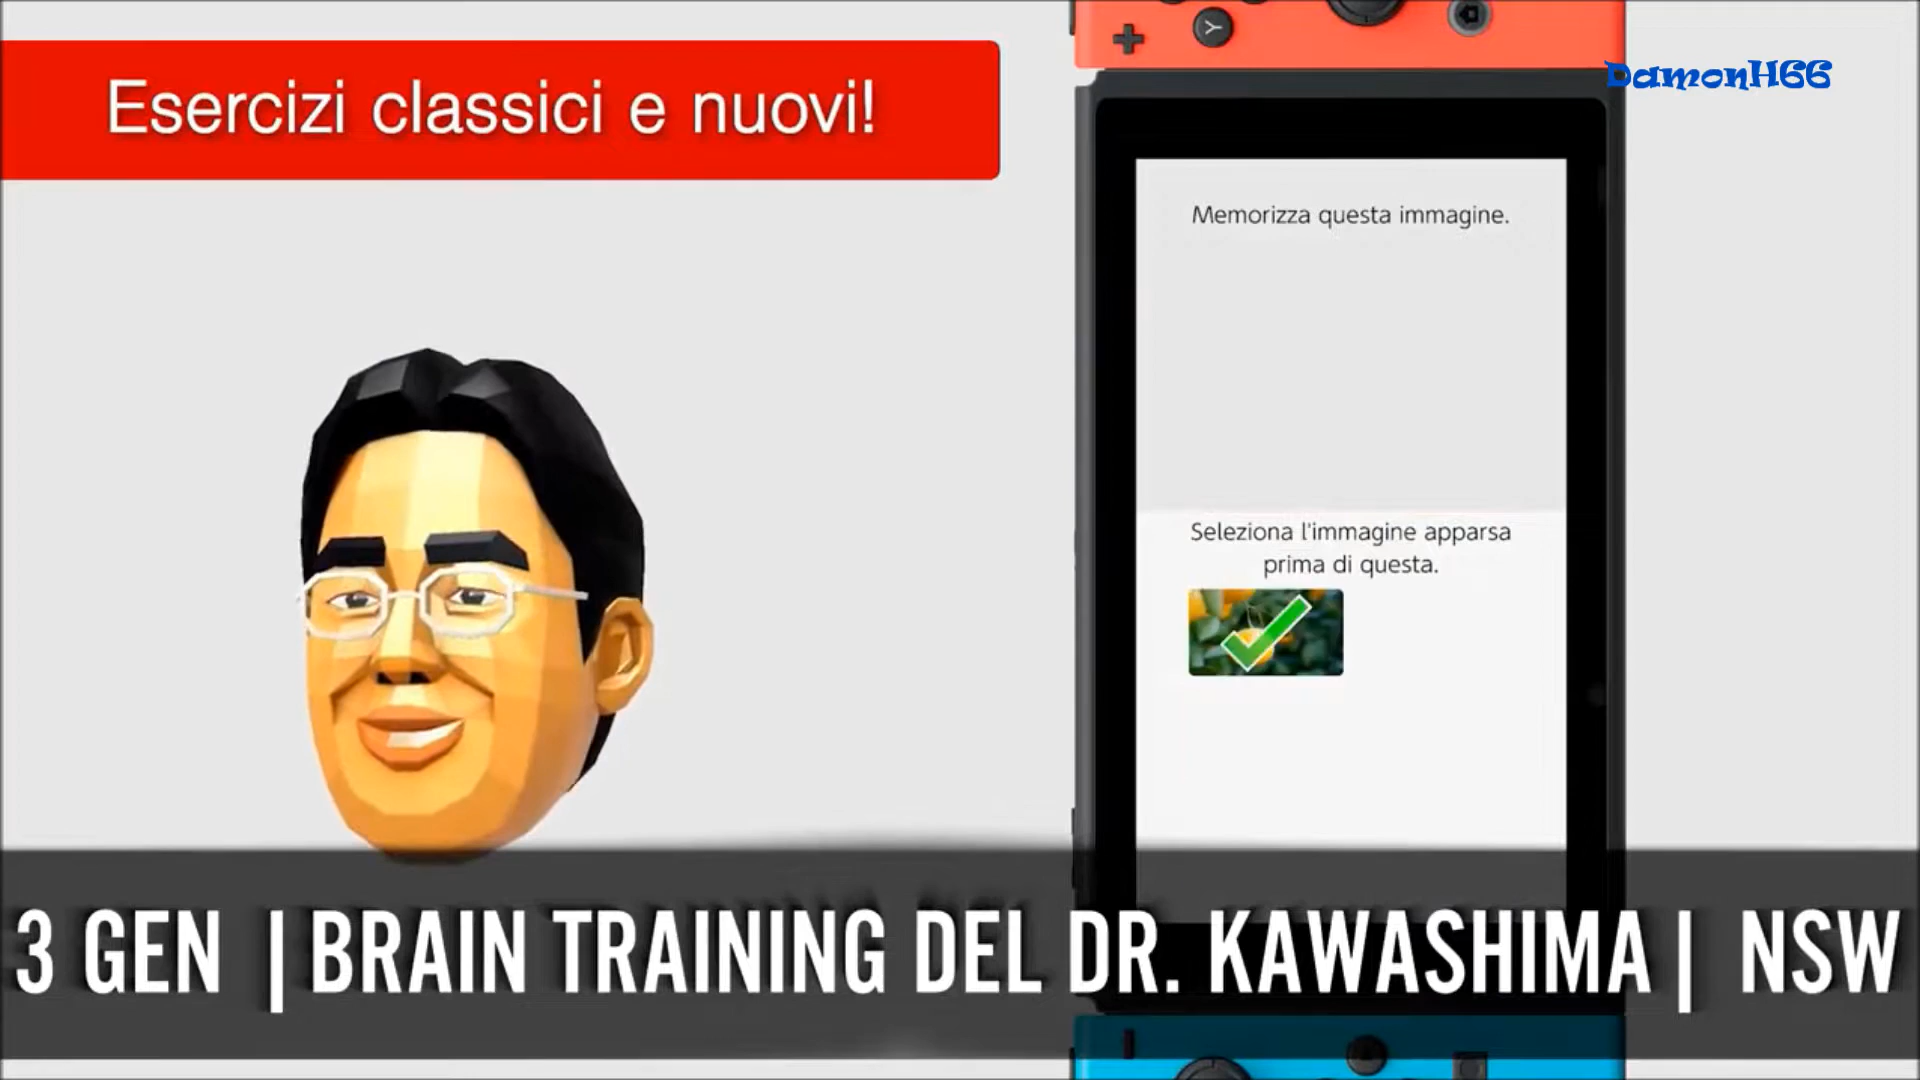 Esercizi classici e nuovi!
Y
DamonH66
Memorizza questa immagine.
Seleziona l'immagine apparsa
prima di questa.
3 GEN | BRAIN TRAINING DEL DR. KAWASHIMA | NSW